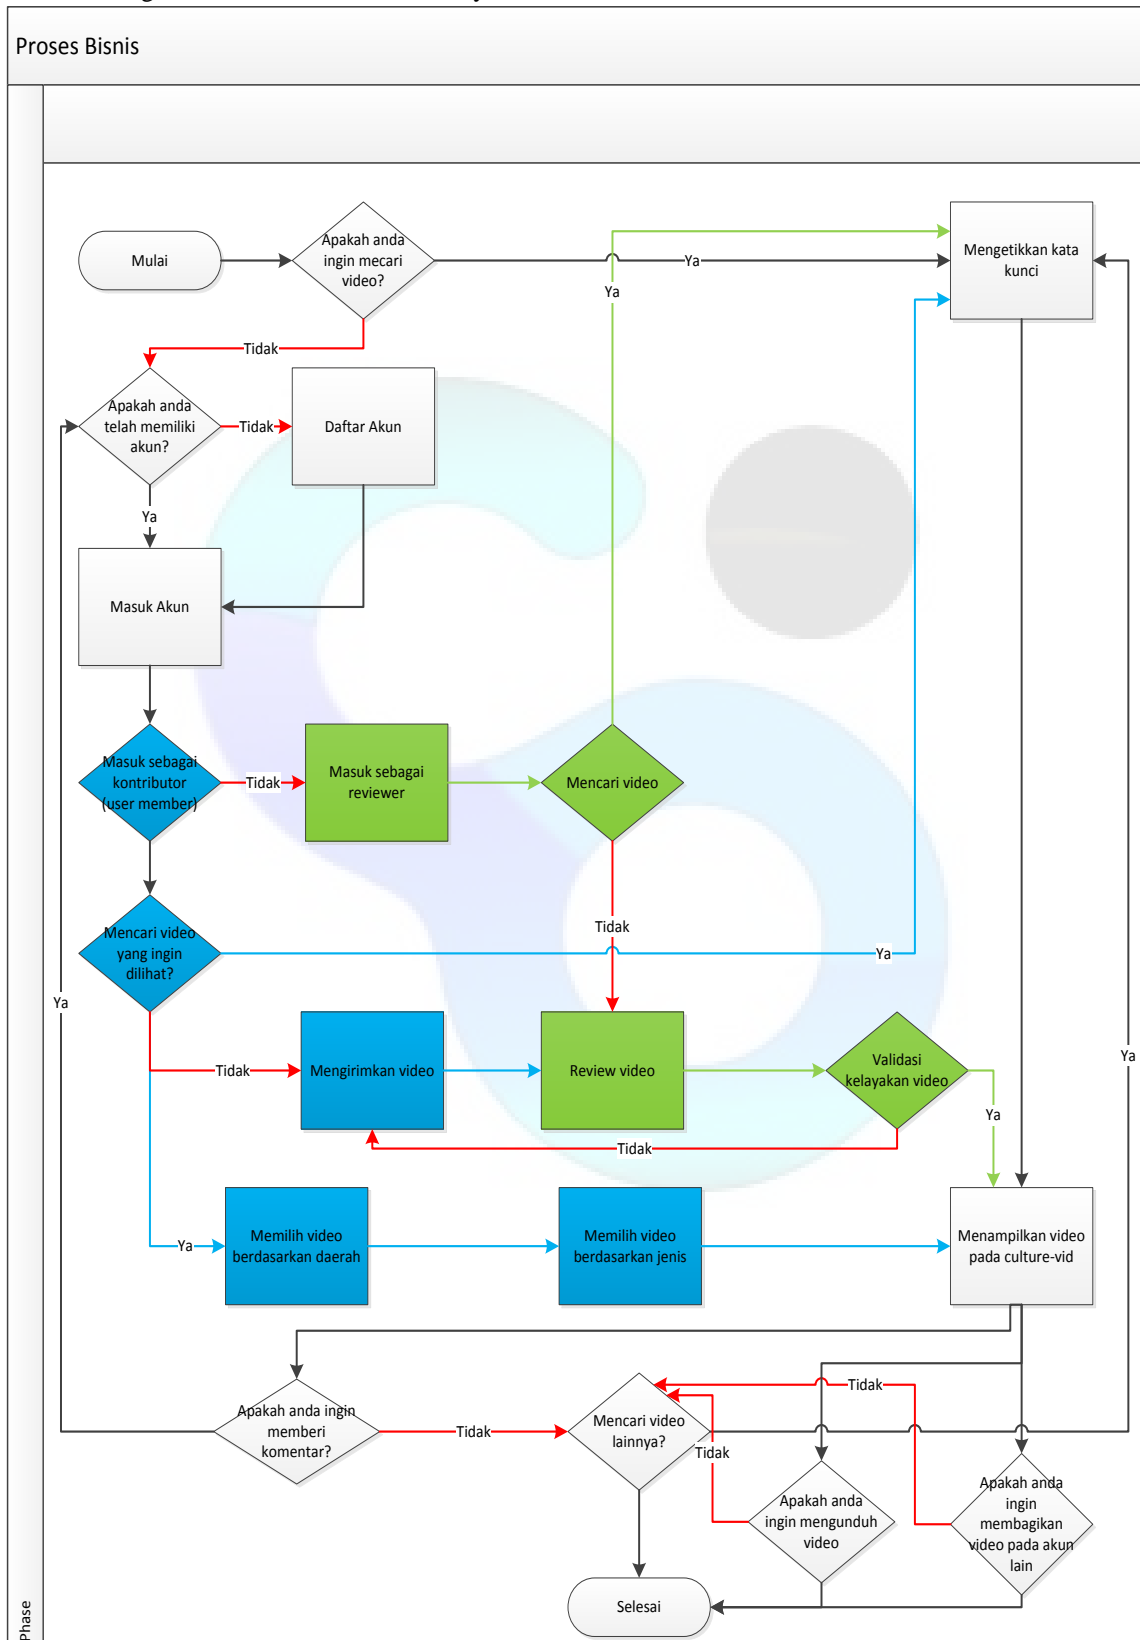 Proses Bisnis
Mulai
Apakah anda
ingin mecari
video?
Ya
Mengetikkan kata
kunci
Ya
Tidak
Apakah anda
telah memiliki
akun?
Tidak
Daftar Akun
Ya
Masuk Akun
Masuk sebagai
kontributor
(user member)
Tidak
Masuk sebagai
reviewer
Mencari video
Tidak
Mencari video
yang ingin
dilihat?
Ya
Ya
Ya
Tidak
Mengirimkan video
Review video
Validasi
kelayakan video
Ya
Tidak
Ya
Memilih video
berdasarkan daerah
Memilih video
berdasarkan jenis
Menampilkan video
pada culture-vid
Apakah anda ingin
memberi
komentar?
Tidak
Mencari video
lainnya?
Tidak
Tidak
Apakah anda
ingin mengunduh
video
Apakah anda
ingin
membagikan
video pada akun
lain
Selesai
Phase